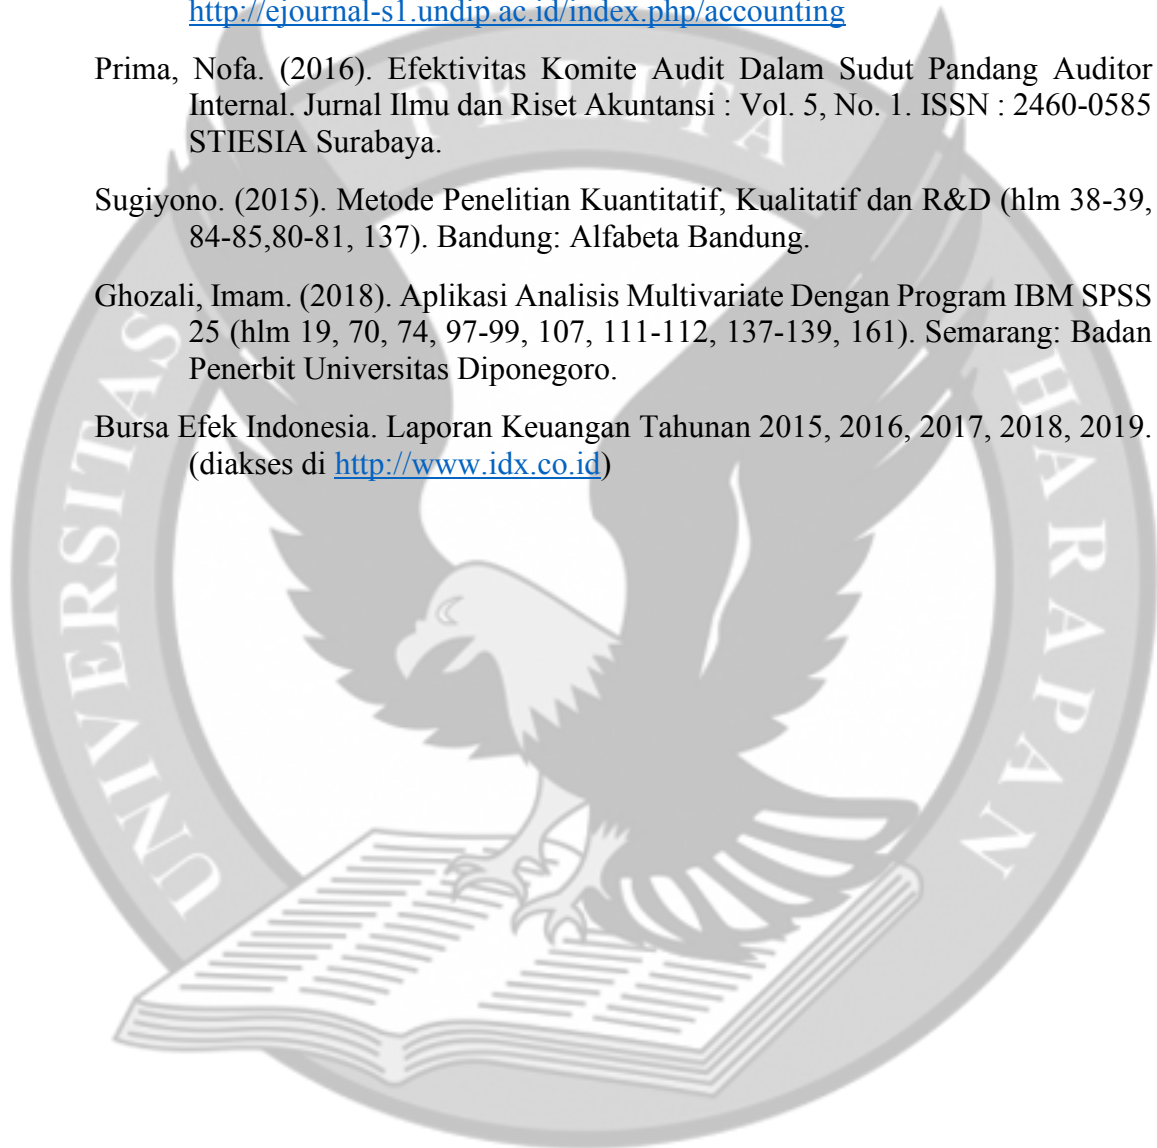 http://ejournal-s1.undip.ac.id/index.php/accounting
Prima, Nofa. (2016). Efektivitas Komite Audit Dalam Sudut Pandang Auditor
Internal. Jurnal Ilmu dan Riset Akuntansi : Vol. 5, No. 1. ISSN : 2460-0585
STIESIA Surabaya.
Sugiyono. (2015). Metode Penelitian Kuantitatif, Kualitatif dan R&D (hlm 38-39,
84-85,80-81, 137). Bandung: Alfabeta Bandung.
Ghozali, Imam. (2018). Aplikasi Analisis Multivariate Dengan Program IBM SPSS
25 (hlm 19, 70, 74, 97-99, 107, 111-112, 137-139, 161). Semarang: Badan
Penerbit Universitas Diponegoro.
Bursa Efek Indonesia. Laporan Keuangan Tahunan 2015, 2016, 2017, 2018, 2019.
(diakses di http://www.idx.co.id)
UNIVERSITAS PELITA HARAPAN